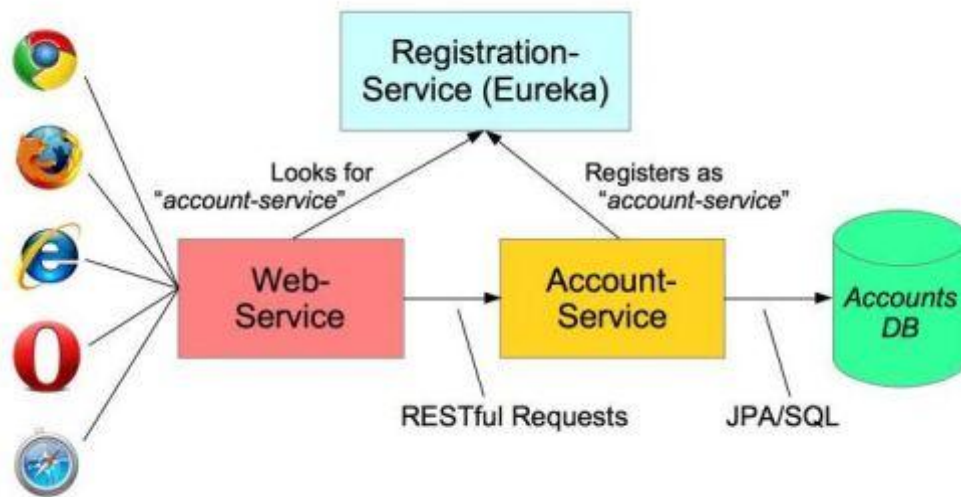 Registration-
Service (Eureka)
Looks for
“account-service”
Registers as
“account-service”
Web-
Service
Account-
Service
Accounts
DB
RESTful Requests
JPA/SQL